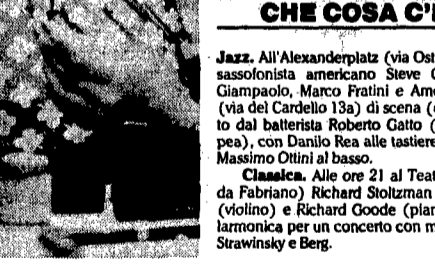 CHE COSA C'
Jazz. All'Alexanderplatz (via Ost
sassofonista americano Steve
Giampaolo, Marco Fratini e Am
(via del Cardello 13a) di scena (
to dal batterista Roberto Gatto (
pea), con Danilo Rea alle tastiere
Massimo Ottini al basso.
Classica. Alle ore 21 al Teat
da Fabriano) Richard Stoltzman
(violino) e Richard Goode (pian
larmonica per un concerto con m
Strawinsky e Berg.